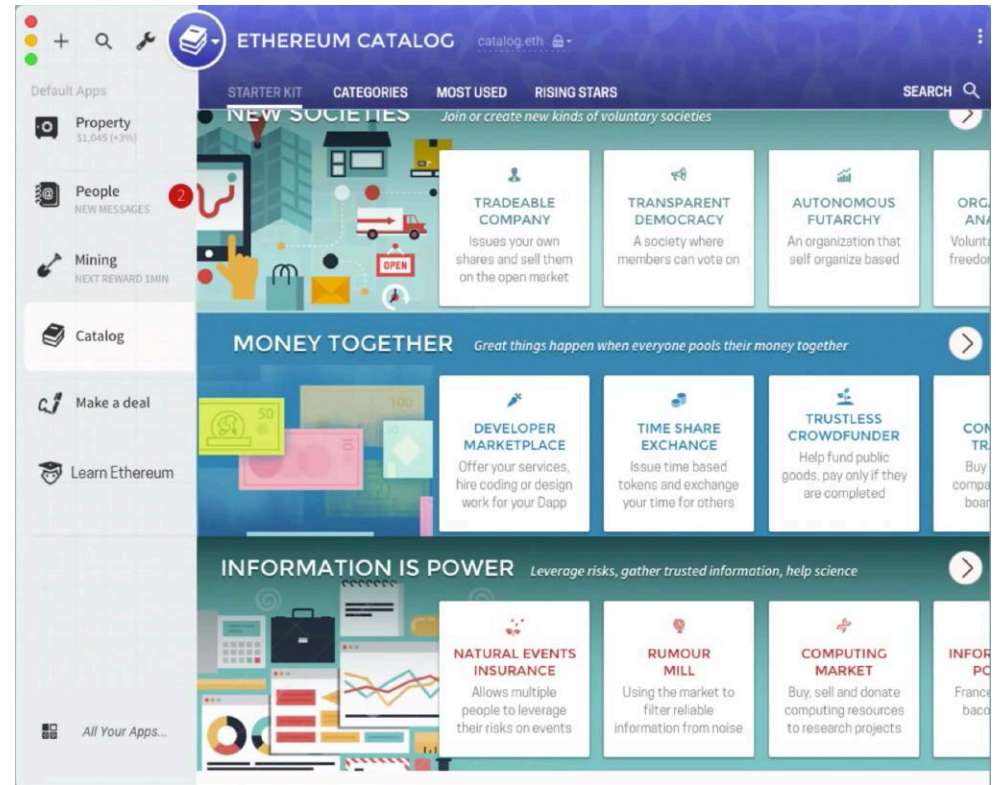 ETHEREUM CATALOG catalog.eth
Default Apps
STARTER KIT CATEGORIES MOST USED RISING STARS SEARCH
Property
$1,045 (+3%)
People
NEW MESSAGES
2
Mining
NEXT REWARD 1MIN
Catalog
Make a deal
Learn Ethereum
All Your Apps...
NEW SOCIETIES Join or create new kinds of voluntary societies
OPEN
TRADEABLE
COMPANY
Issues your own
shares and sell them
on the open market
TRANSPARENT
DEMOCRACY
A society where
members can vote on
AUTONOMOUS
FUTARCHY
An organization that
self organize based
MONEY TOGETHER Great things happen when everyone pools their money together
50
100
10
DEVELOPER
MARKETPLACE
Offer your services,
hire coding or design
work for your Dapp
TIME SHARE
EXCHANGE
Issue time based
tokens and exchange
your time for others
TRUSTLESS
CROWDFUNDER
Help fund public
goods, pay only if they
are completed
Buy
INFORMATION IS POWER Leverage risks, gather trusted information, help science
NATURAL EVENTS
INSURANCE
Allows multiple
people to leverage
their risks on events
RUMOUR
MILL
Using the market to
filter reliable
information from noise
COMPUTING
MARKET
Buy, sell and donate
computing resources
to research projects